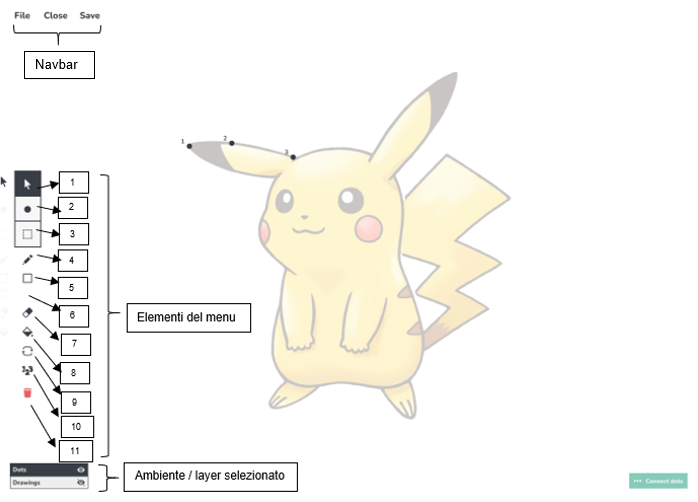 File Close Save
Navbar
1 2 3
1
2
3
4
5
6
7
8
9
10
11
123
Elementi del menu
Dots
Drawings
Ambiente / layer selezionato
Connect dots